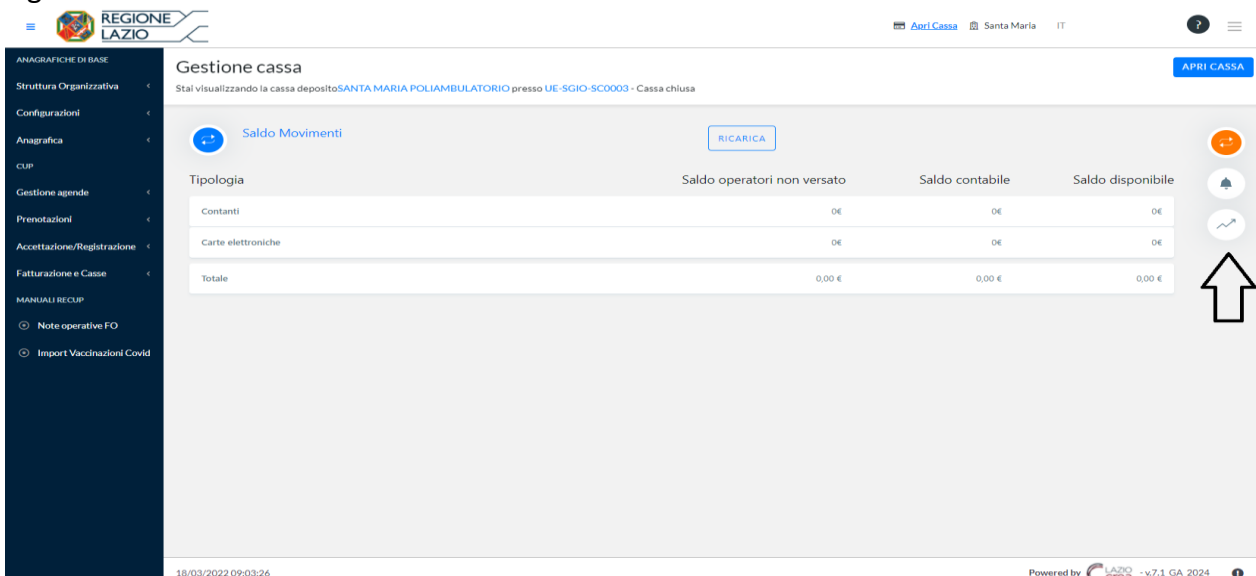 REGIONE
LAZIO
Apri Cassa Santa Maria IT ?
ANAGRAFICHE DI BASE
Struttura Organizzativa
Configurazioni
Anagrafica
CUP
Gestione agende
Prenotazioni
Accettazione/Registrazione
Fatturazione e Casse
MANUALI RECUP
Note operative FO
Import Vaccinazioni Covid
Gestione cassa
APRI CASSA
Stai visualizzando la cassa depositoSANTA MARIA POLIAMBULATORIO presso UE-SGIO-SC0003 - Cassa chiusa
Saldo Movimenti
RICARICA
Tipologia Saldo operatori non versato Saldo contabile Saldo disponibile
Contanti 0€ 0€ 0€
Carte elettroniche 0€ 0€ 0€
Totale 0,00 € 0,00 € 0,00 €
18/03/2022 09:03:26
Powered by LAZIO - v.7.1 GA 2024